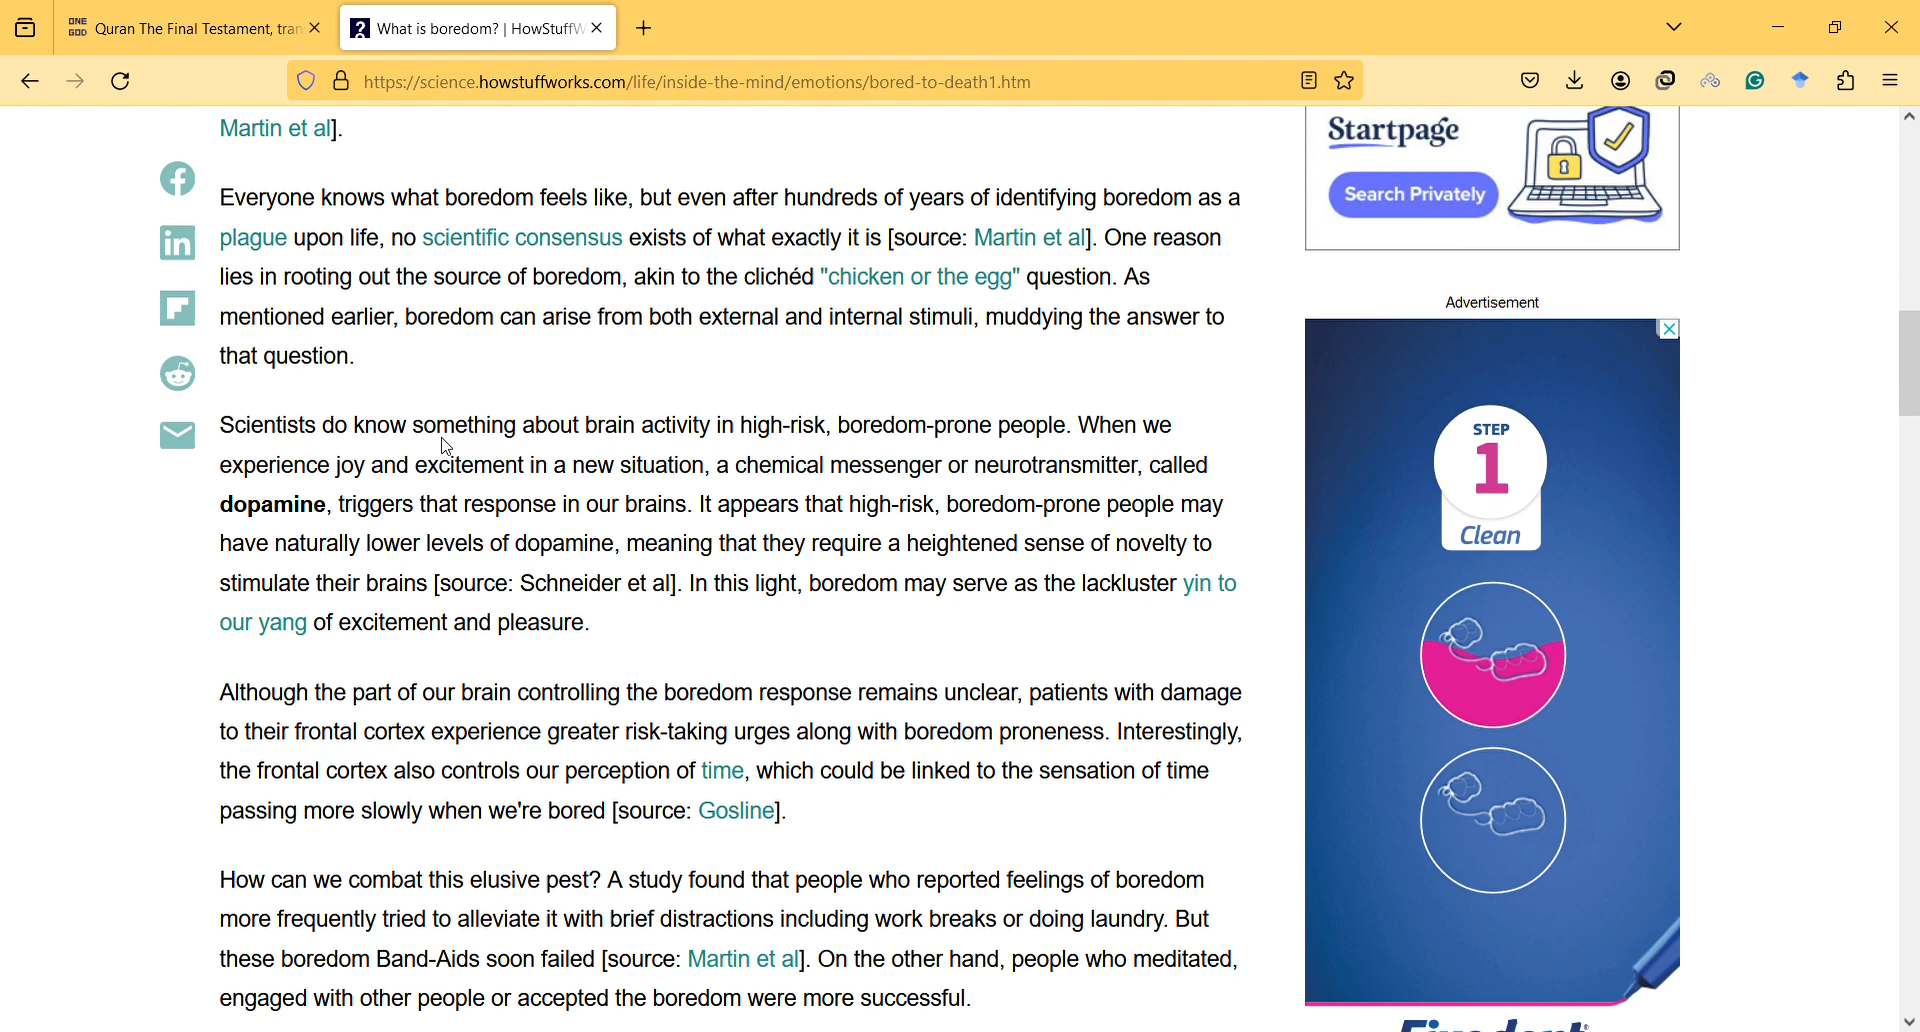 ONE
GOD
Quran The Final Testament, tran
What is boredom? | HowStuffW
https://science.howstuffworks.com/life/inside-the-mind/emotions/bored-to-death1.htm
Martin et al].
Everyone knows what boredom feels like, but even after hundreds of years of identifying boredom as a
plague upon life, no scientific consensus exists of what exactly it is [source: Martin et al]. One reason
lies in rooting out the source of boredom, akin to the clichéd "chicken or the egg" question. As
mentioned earlier, boredom can arise from both external and internal stimuli, muddying the answer to
that question.
Scientists do know something about brain activity in high-risk, boredom-prone people. When we
experience joy and excitement in a new situation, a chemical messenger or neurotransmitter, called
dopamine, triggers that response in our brains. It appears that high-risk, boredom-prone people may
have naturally lower levels of dopamine, meaning that they require a heightened sense of novelty to
stimulate their brains [source: Schneider et al]. In this light, boredom may serve as the lackluster yin to
our yang of excitement and pleasure.
Although the part of our brain controlling the boredom response remains unclear, patients with damage
to their frontal cortex experience greater risk-taking urges along with boredom proneness. Interestingly,
the frontal cortex also controls our perception of time, which could be linked to the sensation of time
passing more slowly when we're bored [source: Gosline].
How can we combat this elusive pest? A study found that people who reported feelings of boredom
more frequently tried to alleviate it with brief distractions including work breaks or doing laundry. But
these boredom Band-Aids soon failed [source: Martin et al]. On the other hand, people who meditated,
engaged with other people or accepted the boredom were more successful.
Startpage
Search Privately
Advertisement
STEP
1
Clean